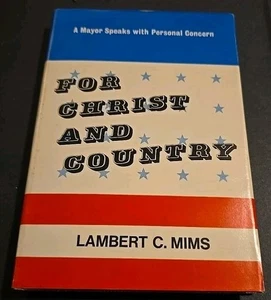 A Mayor Speaks with Personal Concern
FOR
CHRIST
AND
COUNTRY
LAMBERT C. MIMS